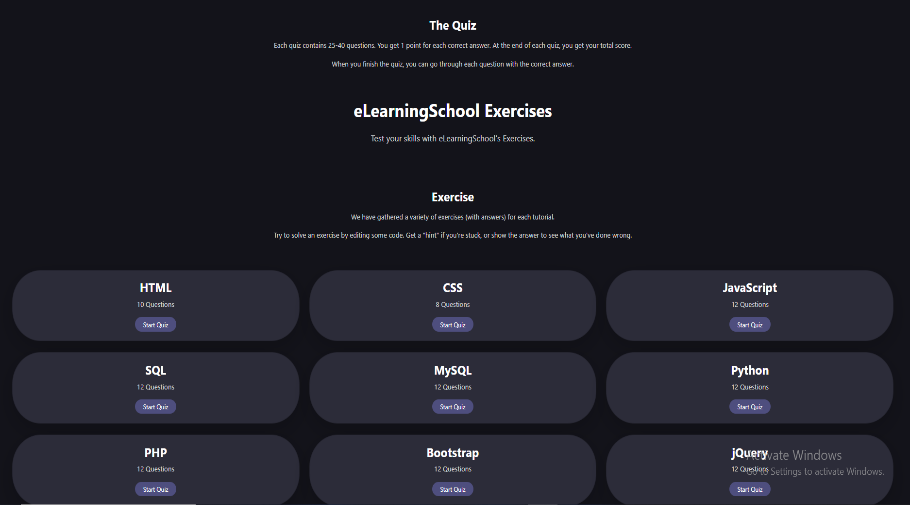 The Quiz
Each quiz contains 25-40 questions. You get 1 point for each correct answer. At the end of each quiz, you get your total score.
When you finish the quiz, you can go through each question with the correct answer.
eLearningSchool Exercises
Test your skills with eLearningSchool's Exercises.
Exercise
We have gathered a variety of exercises (with answers) for each tutorial.
Try to solve an exercise by editing some code. Get a "hint" if you're stuck, or show the answer to see what you've done wrong.
HTML
10 Questions
Start Quiz
CSS
8 Questions
Start Quiz
JavaScript
12 Questions
Start Quiz
SQL
12 Questions
Start Quiz
MySQL
12 Questions
Start Quiz
Python
12 Questions
Start Quiz
PHP
12 Questions
Start Quiz
Bootstrap
12 Questions
Start Quiz
jQuery
12 Questions
Start Quiz
Activate Windows
Go to Settings to activate Windows.